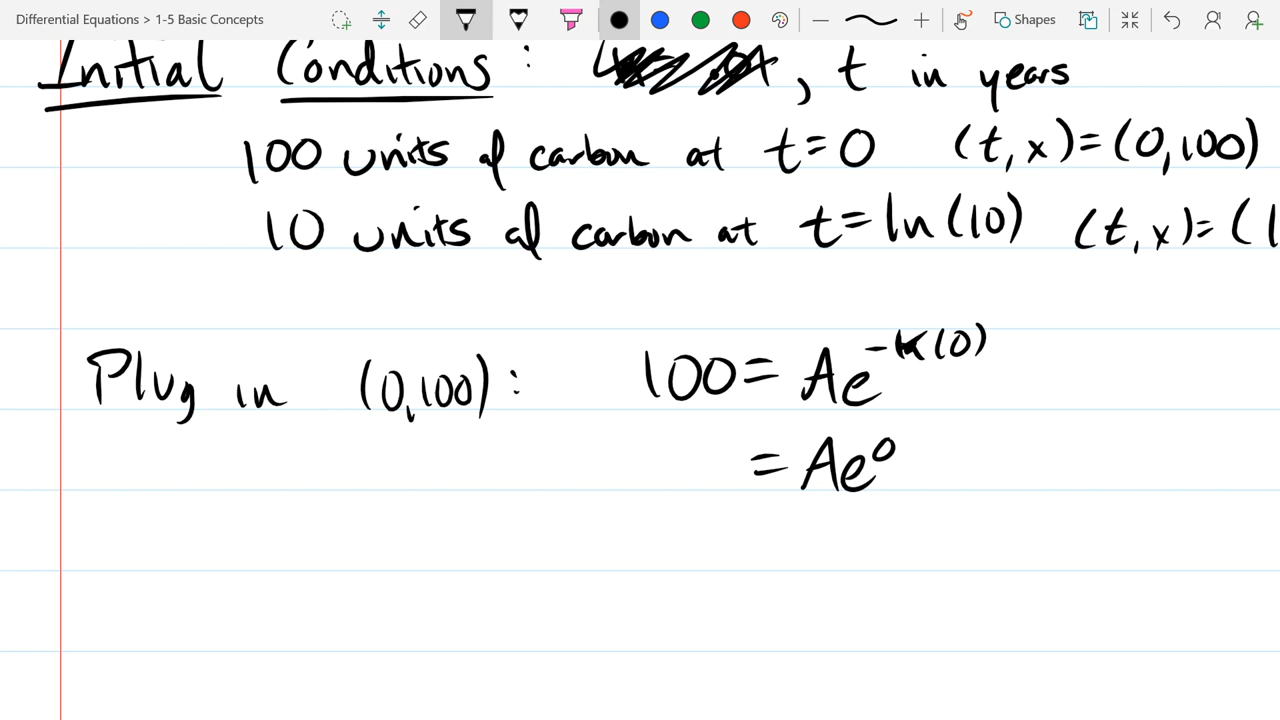 Differential Equations > 1-5 Basic Concepts
Shapes
Initial Conditions : , t in years
100 units of carbon at t=0 (t,x)=(0,100)
10 units of carbon at t=ln(10) (t,x)=(1
Plug in (0,100): 100 = Ae^{-k(0)}
= Ae^0